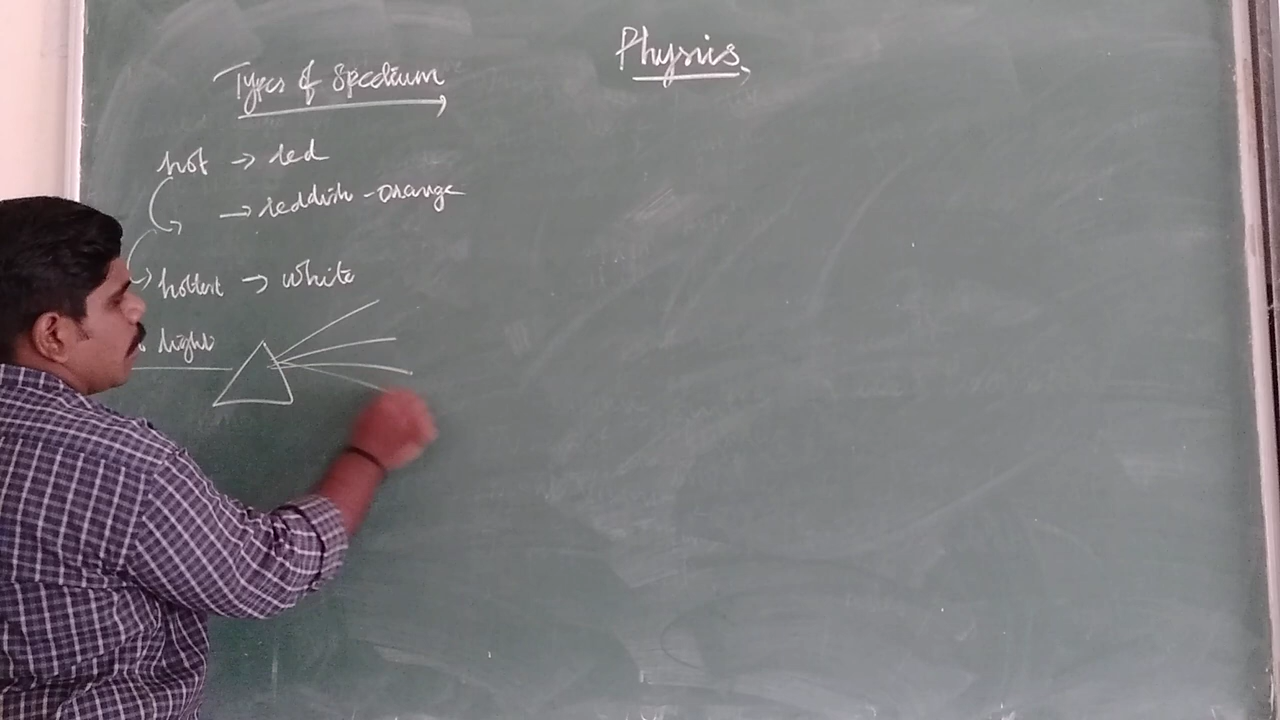 Physics
Types of Spectrum
hot → red
→ reddish-orange
→ hottest → white
light